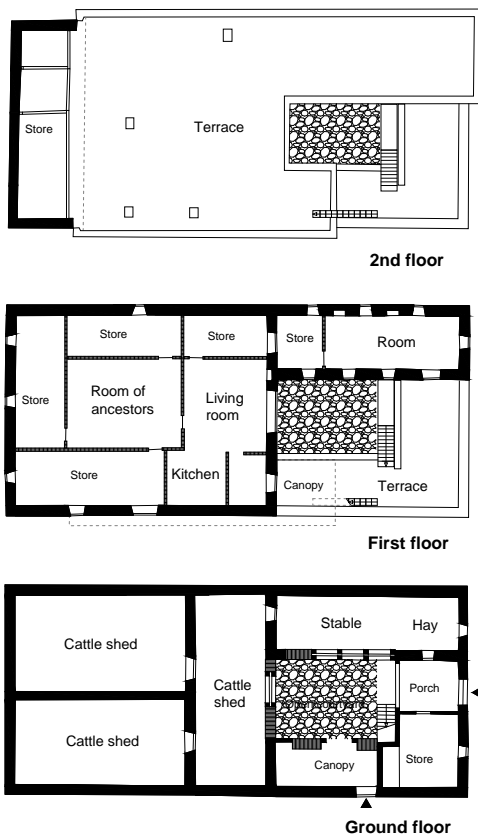 Store
Terrace
2nd floor
Store
Store
Store
Room
Store
Room of
ancestors
Living
room
Store
Kitchen
Canopy
Terrace
First floor
Stable
Hay
Cattle shed
Cattle
shed
Porch
Cattle shed
Canopy
Store
Ground floor